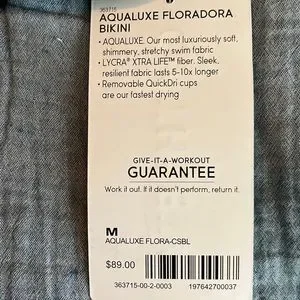 363715
AQUALUXE FLORADORA
BIKINI
• AQUALUXE: Our most luxuriously soft,
shimmery, stretchy swim fabric
• LYCRA® XTRA LIFE™ fiber. Sleek,
resilient fabric lasts 5-10x longer
• Removable QuickDri cups
are our fastest drying
GIVE-IT-A-WORKOUT
GUARANTEE
Work it out. If it doesn't perform, return it.
M
AQUALUXE FLORA-CSBL
$89.00
363715-00-2-0003 197642700037